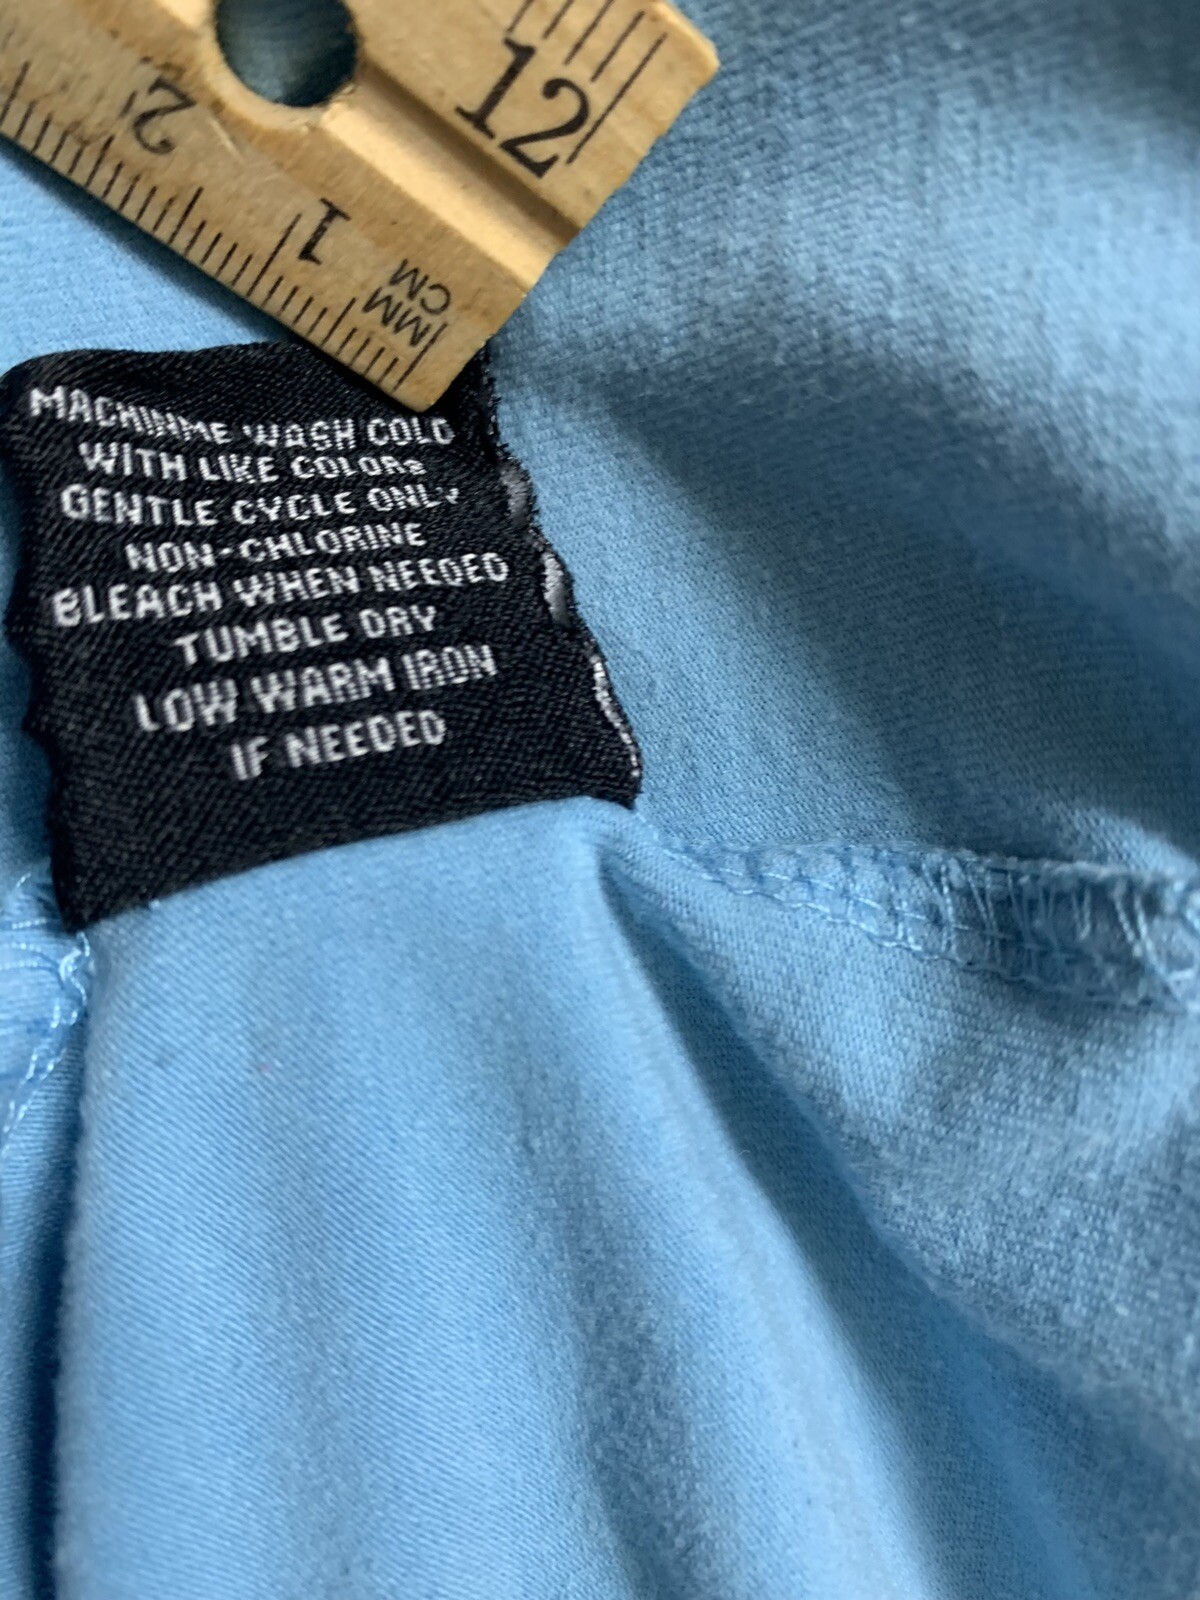 12
2
1
MM
CM
MACHINME WASH COLD
WITH LIKE COLORs
GENTLE CYCLE ONLY
NON-CHLORINE
BLEACH WHEN NEEDED
TUMBLE DRY
LOW WARM IRON
IF NEEDED